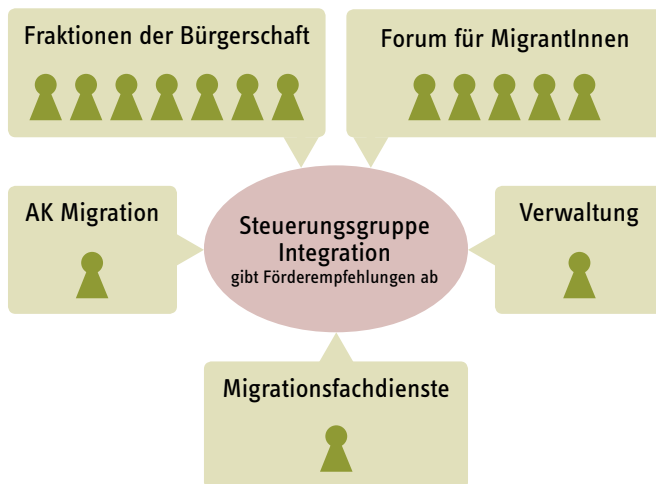 Fraktionen der Bürgerschaft
Forum für MigrantInnen
AK Migration
Steuerungsgruppe
Integration
gibt Förderempfehlungen ab
Verwaltung
Migrationsfachdienste